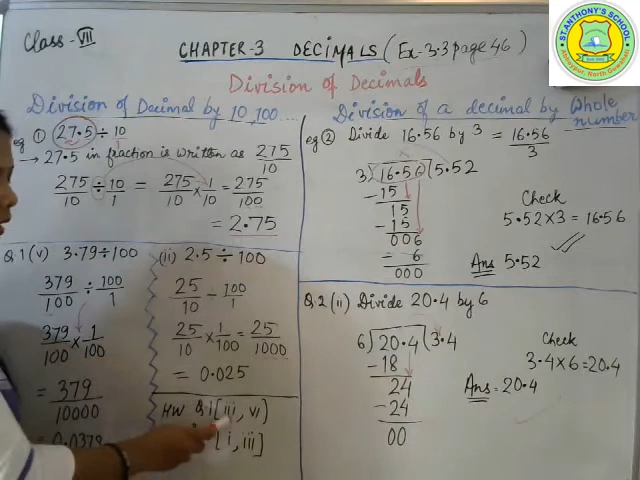 Class - VII
CHAPTER-3 DECIMALS (Ex-3.3 page 46)
ST. ANTHONY'S SCHOOL
Division of Decimals
Division of Decimal by 10, 100....
eg ① 27.5 ÷ 10
→ 27.5 in fraction is written as 275/10
275/10 ÷ 10/1 = 275/10 × 1/10 = 275/100
= 2.75
Q.1 (v) 3.79 ÷ 100
379/100 ÷ 100/1
379/100 × 1/100
= 379/10000
= 0.0379
(ii) 2.5 ÷ 100
25/10 - 100/1
25/10 × 1/100 = 25/1000
= 0.025
HW Q.1 [iii, vi)
[i, iii]
Division of a decimal by Whole
number
eg ② Divide 16.56 by 3 = 16.56/3
3) 16.56 (5.52
-15
15
-15
006
= 6
000
Check
5.52 × 3 = 16.56
Ans 5.52
Q.2 (ii) Divide 20.4 by 6
6) 20.4 (3.4
-18
24
-24
00
Check
3.4 × 6 = 20.4
Ans = 20.4